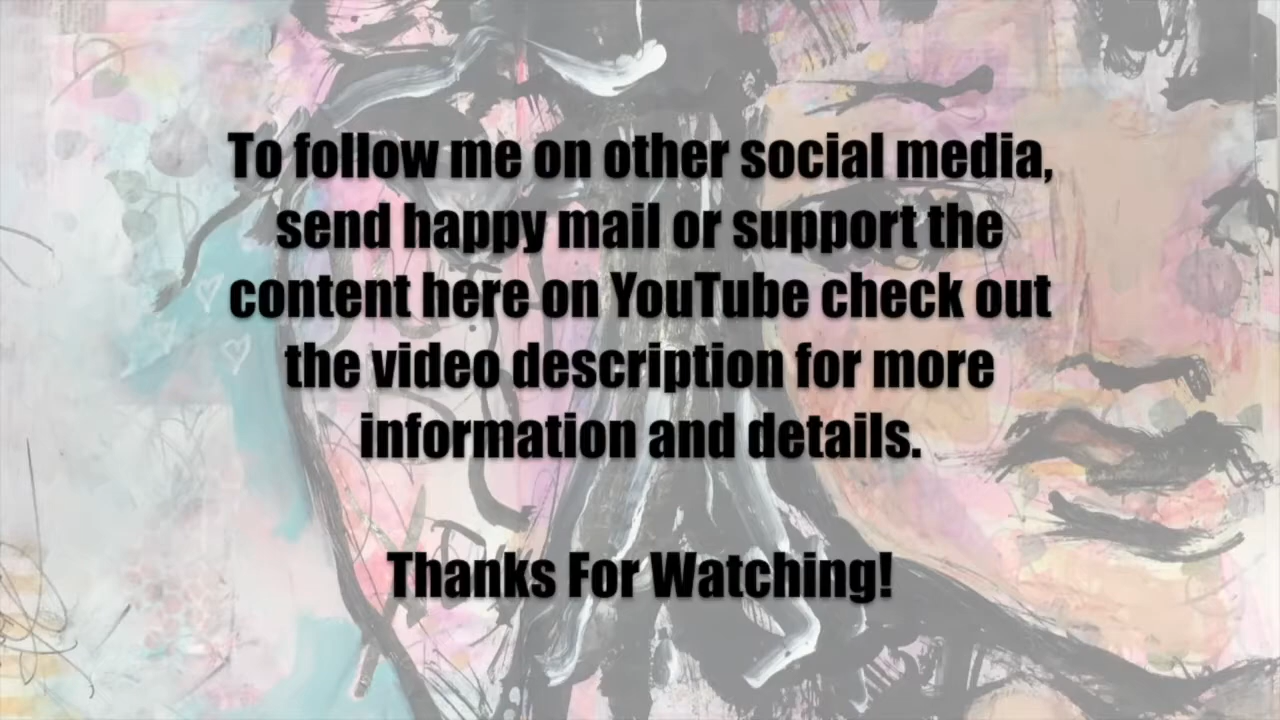 To follow me on other social media,
send happy mail or support the
content here on YouTube check out
the video description for more
information and details.
Thanks For Watching!